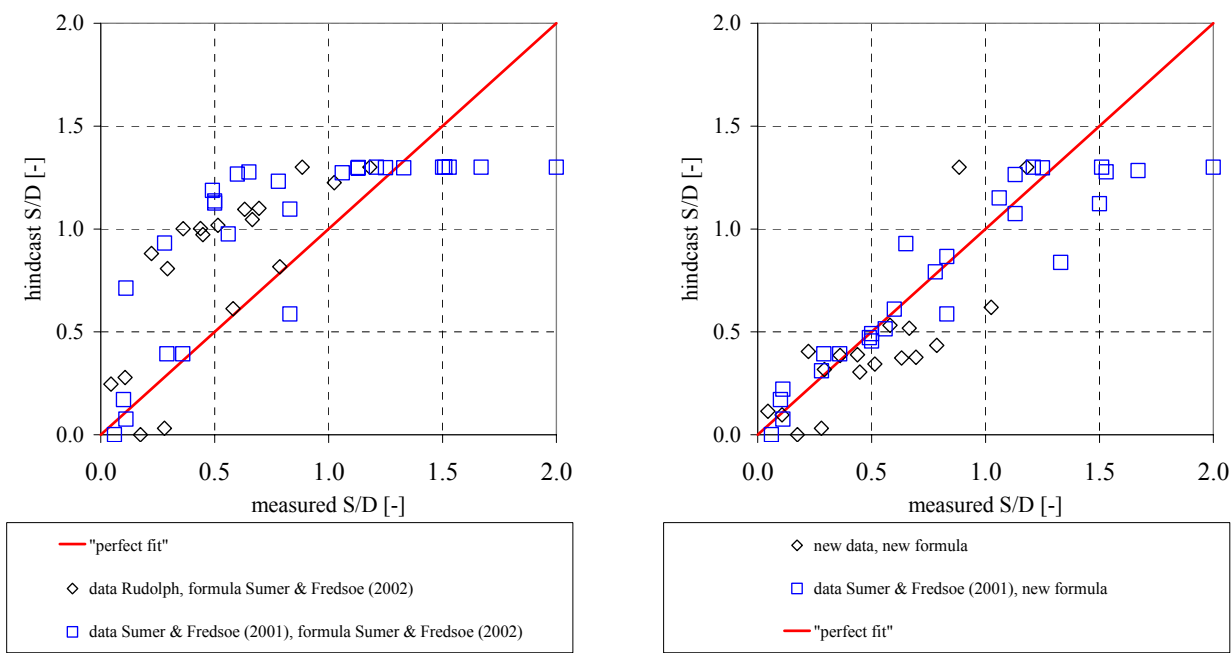 2.0
1.5
1.0
0.5
0.0
hindcast S/D [-]
0.0 0.5 1.0 1.5 2.0
measured S/D [-]
"perfect fit"
data Rudolph, formula Sumer & Fredsoe (2002)
data Sumer & Fredsoe (2001), formula Sumer & Fredsoe (2002)
2.0
1.5
1.0
0.5
0.0
hindcast S/D [-]
0.0 0.5 1.0 1.5 2.0
measured S/D [-]
new data, new formula
data Sumer & Fredsoe (2001), new formula
"perfect fit"